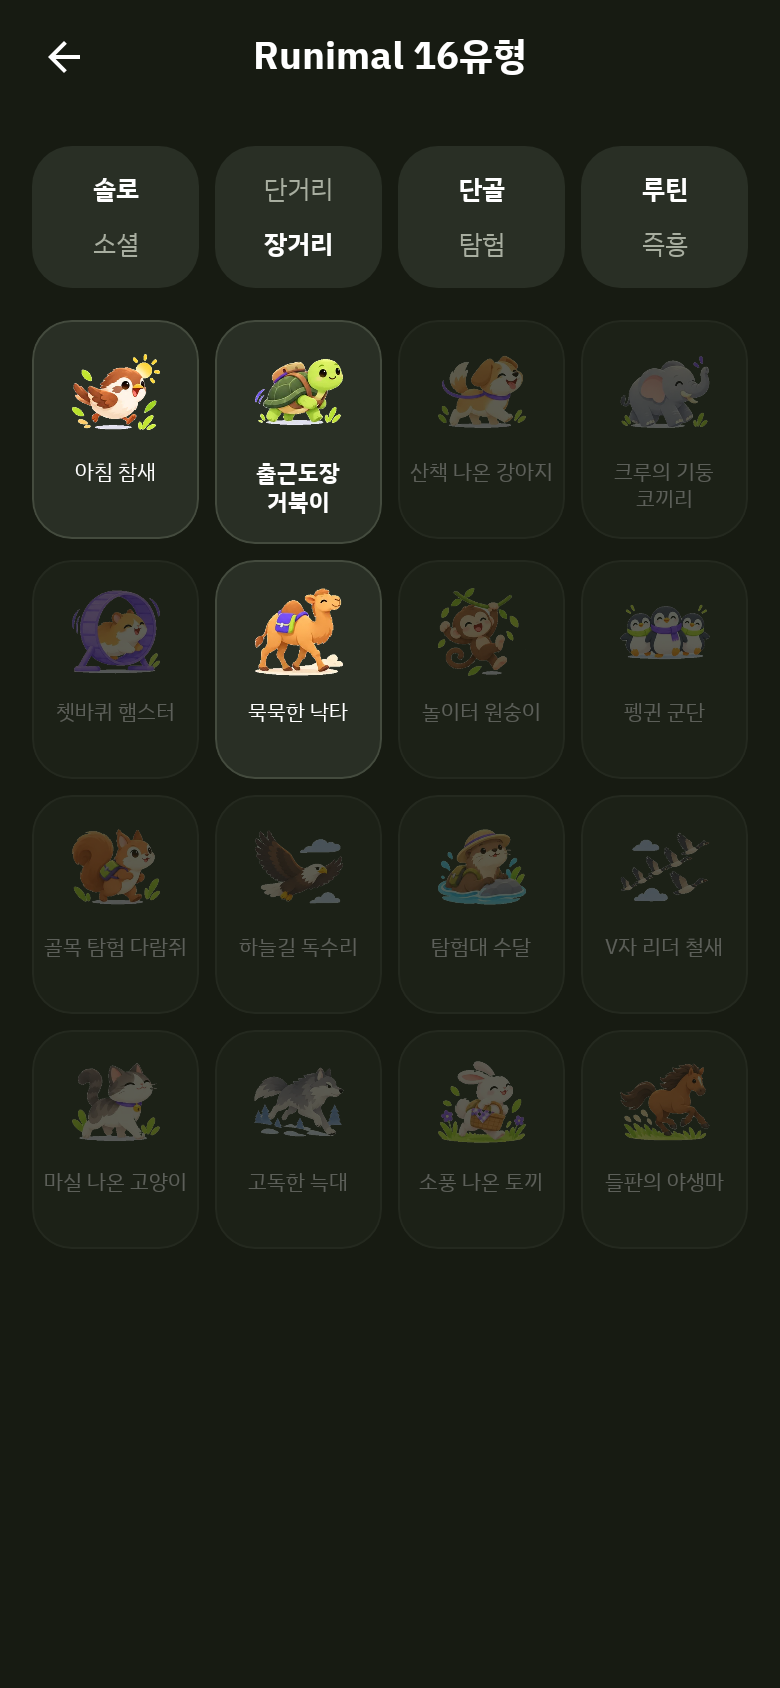 Runimal 16유형
솔로
소셜
단거리
장거리
단골
탐험
루틴
즉흥
아침 참새
출근도장
거북이
산책 나온 강아지
크루의 기둥
코끼리
쳇바퀴 햄스터
묵묵한 낙타
놀이터 원숭이
펭귄 군단
골목 탐험 다람쥐
하늘길 독수리
탐험대 수달
V자 리더 철새
마실 나온 고양이
고독한 늑대
소풍 나온 토끼
들판의 야생마